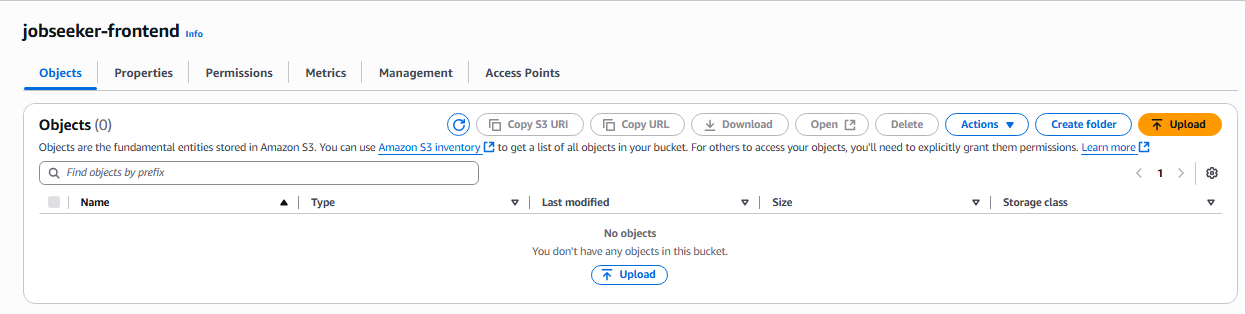 jobseeker-frontend Info
Objects Properties Permissions Metrics Management Access Points
Objects (0) Copy S3 URI Copy URL Download Open Delete Actions Create folder Upload
Objects are the fundamental entities stored in Amazon S3. You can use Amazon S3 inventory to get a list of all objects in your bucket. For others to access your objects, you'll need to explicitly grant them permissions. Learn more
Find objects by prefix 1
Name Type Last modified Size Storage class
No objects
You don't have any objects in this bucket.
Upload